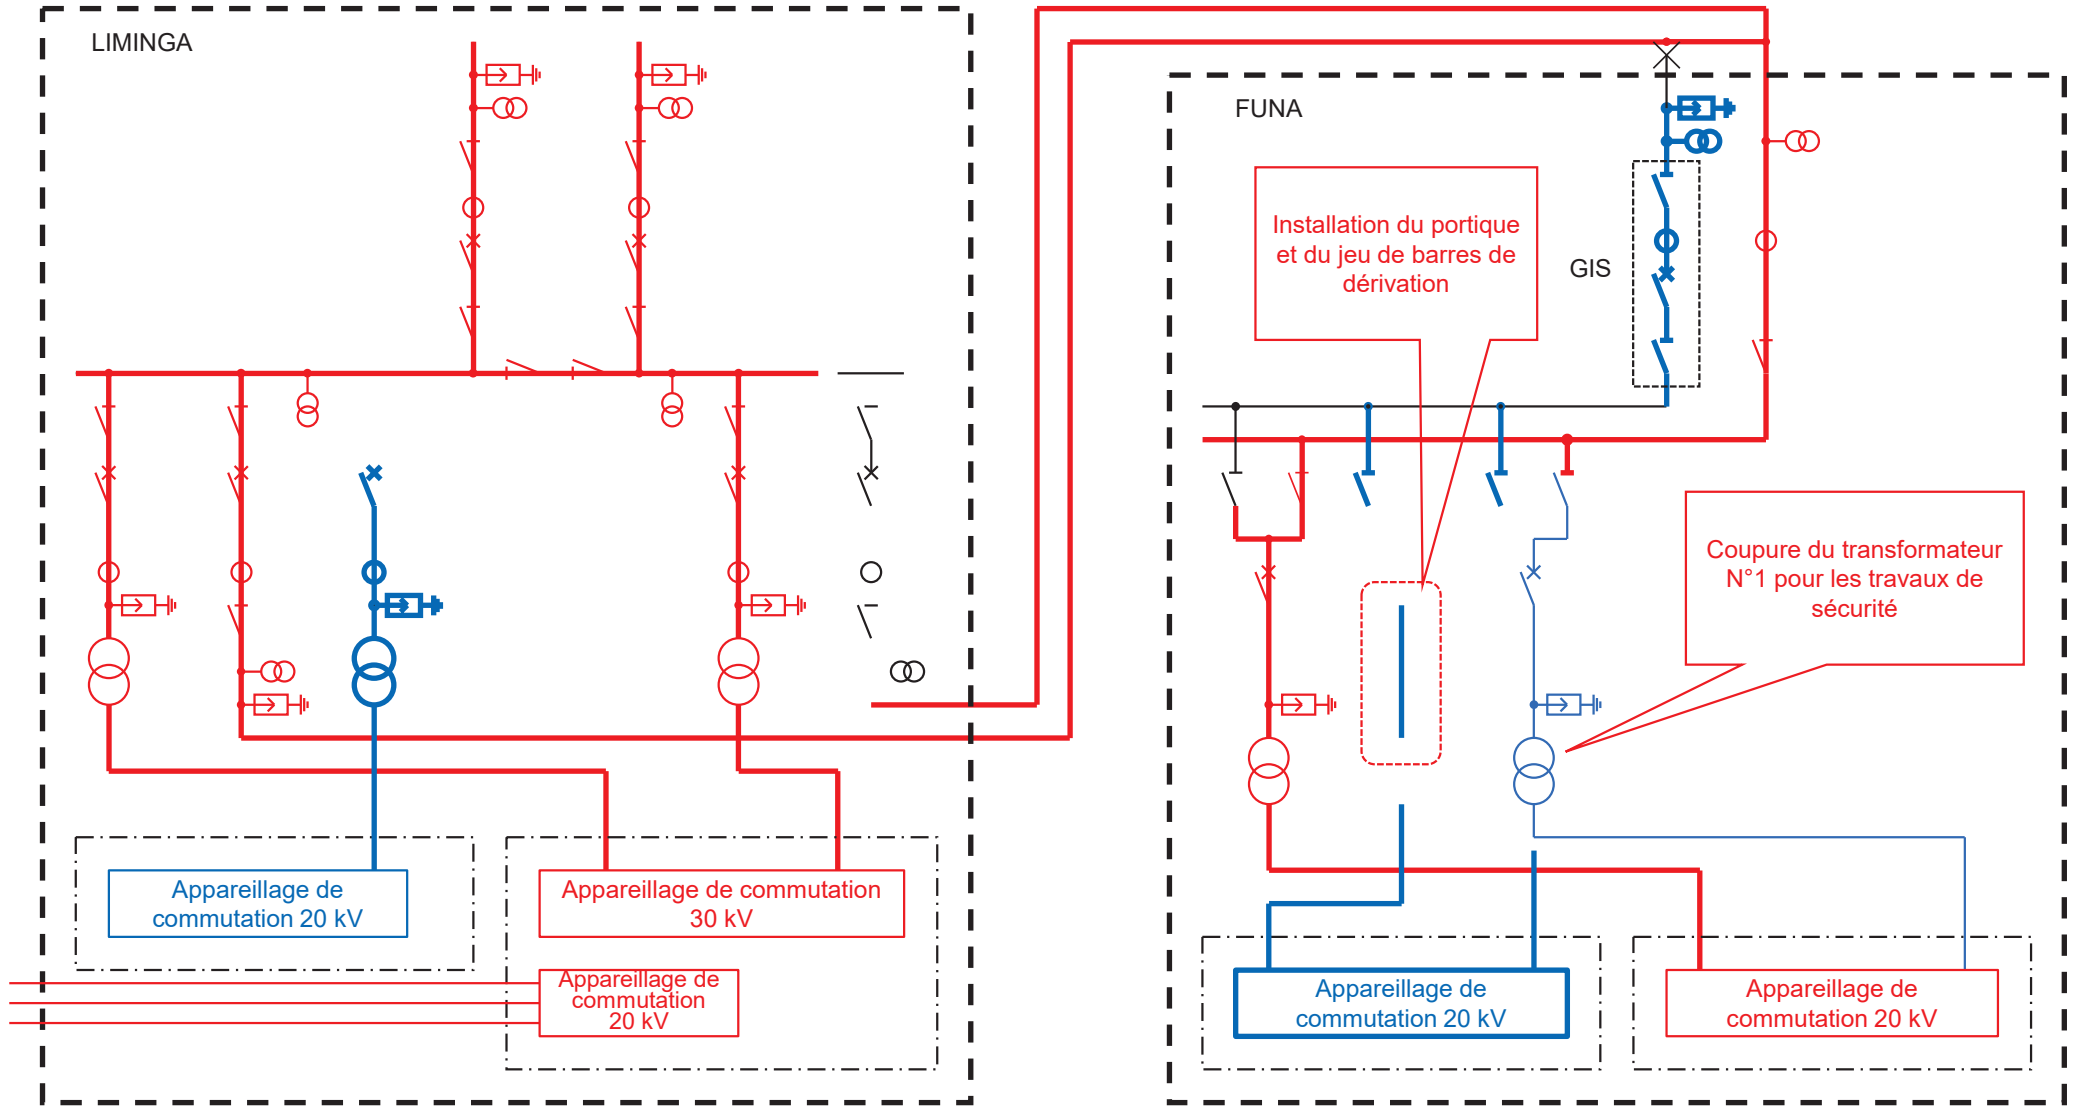 LIMINGA
FUNA
Installation du portique
et du jeu de barres de
dérivation
GIS
Coupure du transformateur
N°1 pour les travaux de
sécurité
Appareillage de
commutation 20 kV
Appareillage de commutation
30 kV
Appareillage de
commutation
20 kV
Appareillage de
commutation 20 kV
Appareillage de
commutation 20 kV